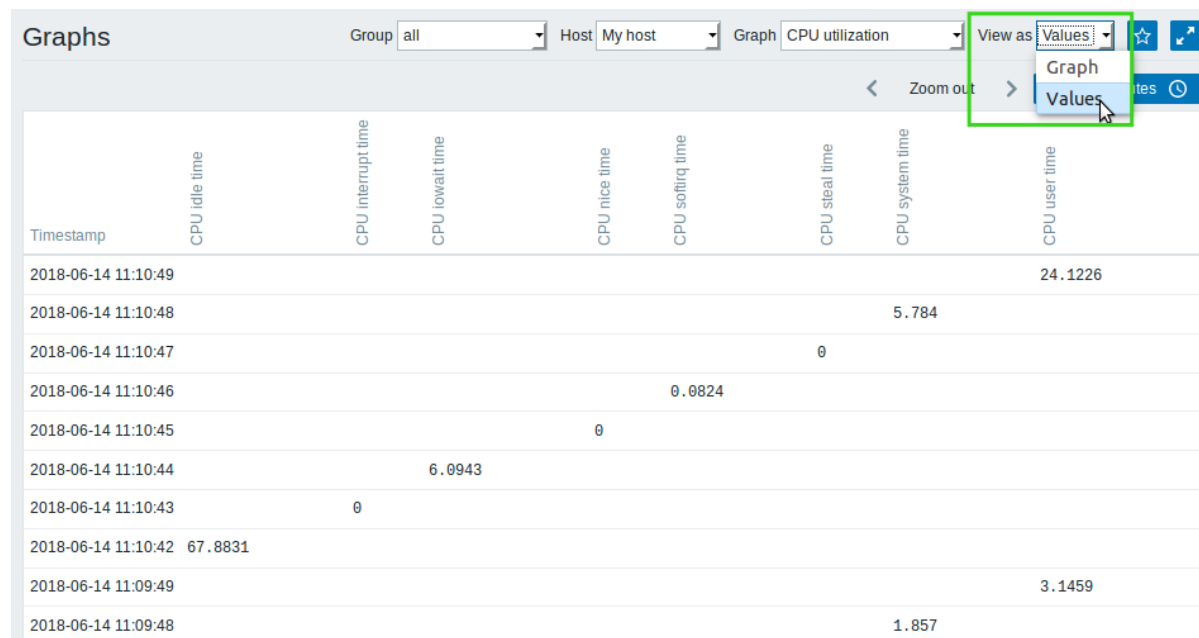 Graphs Group all Host My host Graph CPU utilization View as Values
Graph
Zoom out
Values
Timestamp CPU idle time CPU interrupt time CPU iowait time CPU nice time CPU softirq time CPU steal time CPU system time CPU user time
2018-06-14 11:10:49 24.1226
2018-06-14 11:10:48 5.784
2018-06-14 11:10:47 0
2018-06-14 11:10:46 0.0824
2018-06-14 11:10:45 0
2018-06-14 11:10:44 6.0943
2018-06-14 11:10:43 0
2018-06-14 11:10:42 67.8831
2018-06-14 11:09:49 3.1459
2018-06-14 11:09:48 1.857